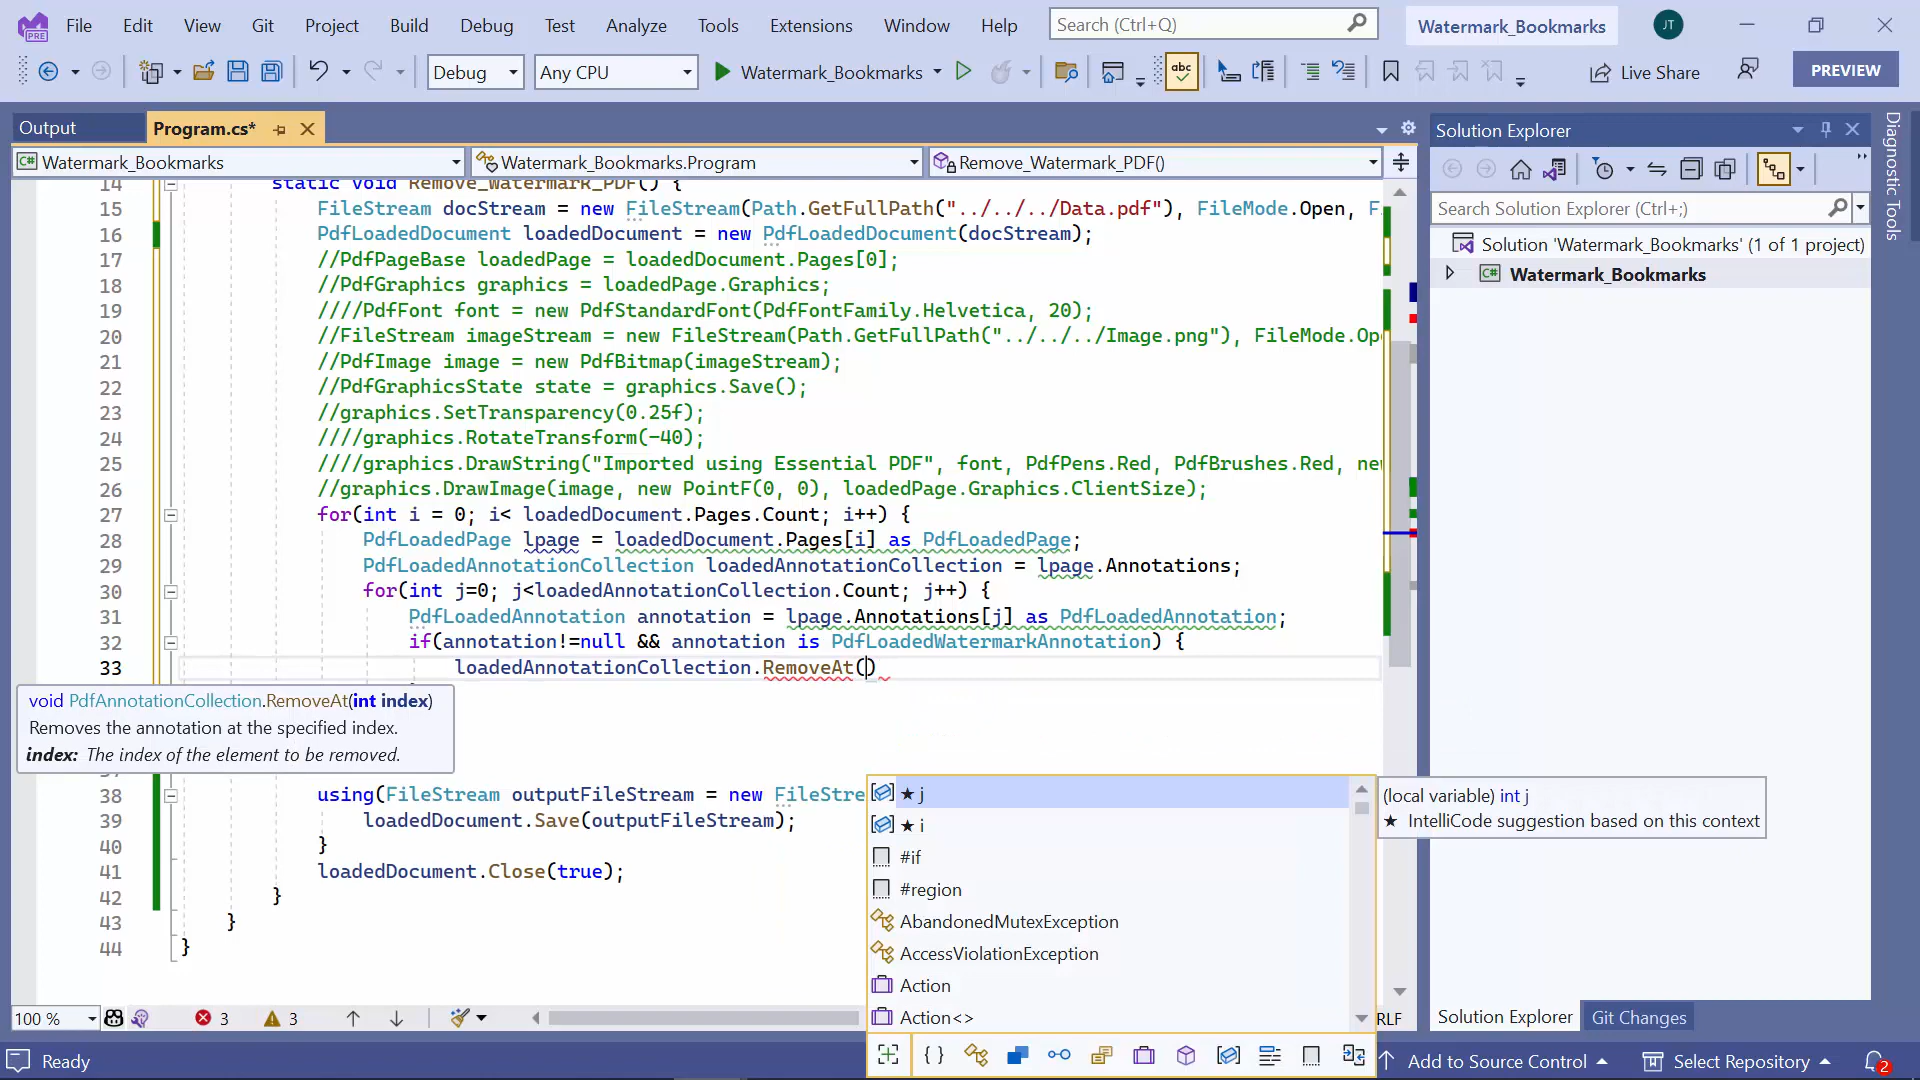 File Edit View Git Project Build Debug Test Analyze Tools Extensions Window Help Search (Ctrl+Q) Watermark_Bookmarks JT
PRE
Debug Any CPU Watermark_Bookmarks abc Live Share PREVIEW
Output Program.cs*
C# Watermark_Bookmarks Watermark_Bookmarks.Program Remove_Watermark_PDF()
14 static void Remove_Watermark_PDF() {
15 FileStream docStream = new FileStream(Path.GetFullPath("../../../Data.pdf"), FileMode.Open, F
16 PdfLoadedDocument loadedDocument = new PdfLoadedDocument(docStream);
17 //PdfPageBase loadedPage = loadedDocument.Pages[0];
18 //PdfGraphics graphics = loadedPage.Graphics;
19 ////PdfFont font = new PdfStandardFont(PdfFontFamily.Helvetica, 20);
20 //FileStream imageStream = new FileStream(Path.GetFullPath("../../../Image.png"), FileMode.Op
21 //PdfImage image = new PdfBitmap(imageStream);
22 //PdfGraphicsState state = graphics.Save();
23 //graphics.SetTransparency(0.25f);
24 ////graphics.RotateTransform(-40);
25 ////graphics.DrawString("Imported using Essential PDF", font, PdfPens.Red, PdfBrushes.Red, new
26 //graphics.DrawImage(image, new PointF(0, 0), loadedPage.Graphics.ClientSize);
27 for(int i = 0; i< loadedDocument.Pages.Count; i++) {
28 PdfLoadedPage lpage = loadedDocument.Pages[i] as PdfLoadedPage;
29 PdfLoadedAnnotationCollection loadedAnnotationCollection = lpage.Annotations;
30 for(int j=0; j<loadedAnnotationCollection.Count; j++) {
31 PdfLoadedAnnotation annotation = lpage.Annotations[j] as PdfLoadedAnnotation;
32 if(annotation!=null && annotation is PdfLoadedWatermarkAnnotation) {
33 loadedAnnotationCollection.RemoveAt()
void PdfAnnotationCollection.RemoveAt(int index)
Removes the annotation at the specified index.
index: The index of the element to be removed.
38 using(FileStream outputFileStream = new FileStre
39 loadedDocument.Save(outputFileStream);
40 }
41 loadedDocument.Close(true);
42 }
43 }
44 }
★ j
★ i
#if
#region
AbandonedMutexException
AccessViolationException
Action
Action<>
(local variable) int j
★ IntelliCode suggestion based on this context
100 % 3 3 RLF
Solution Explorer
Search Solution Explorer (Ctrl+;)
Solution 'Watermark_Bookmarks' (1 of 1 project)
C# Watermark_Bookmarks
Solution Explorer Git Changes
Diagnostic Tools
Ready Add to Source Control Select Repository 2